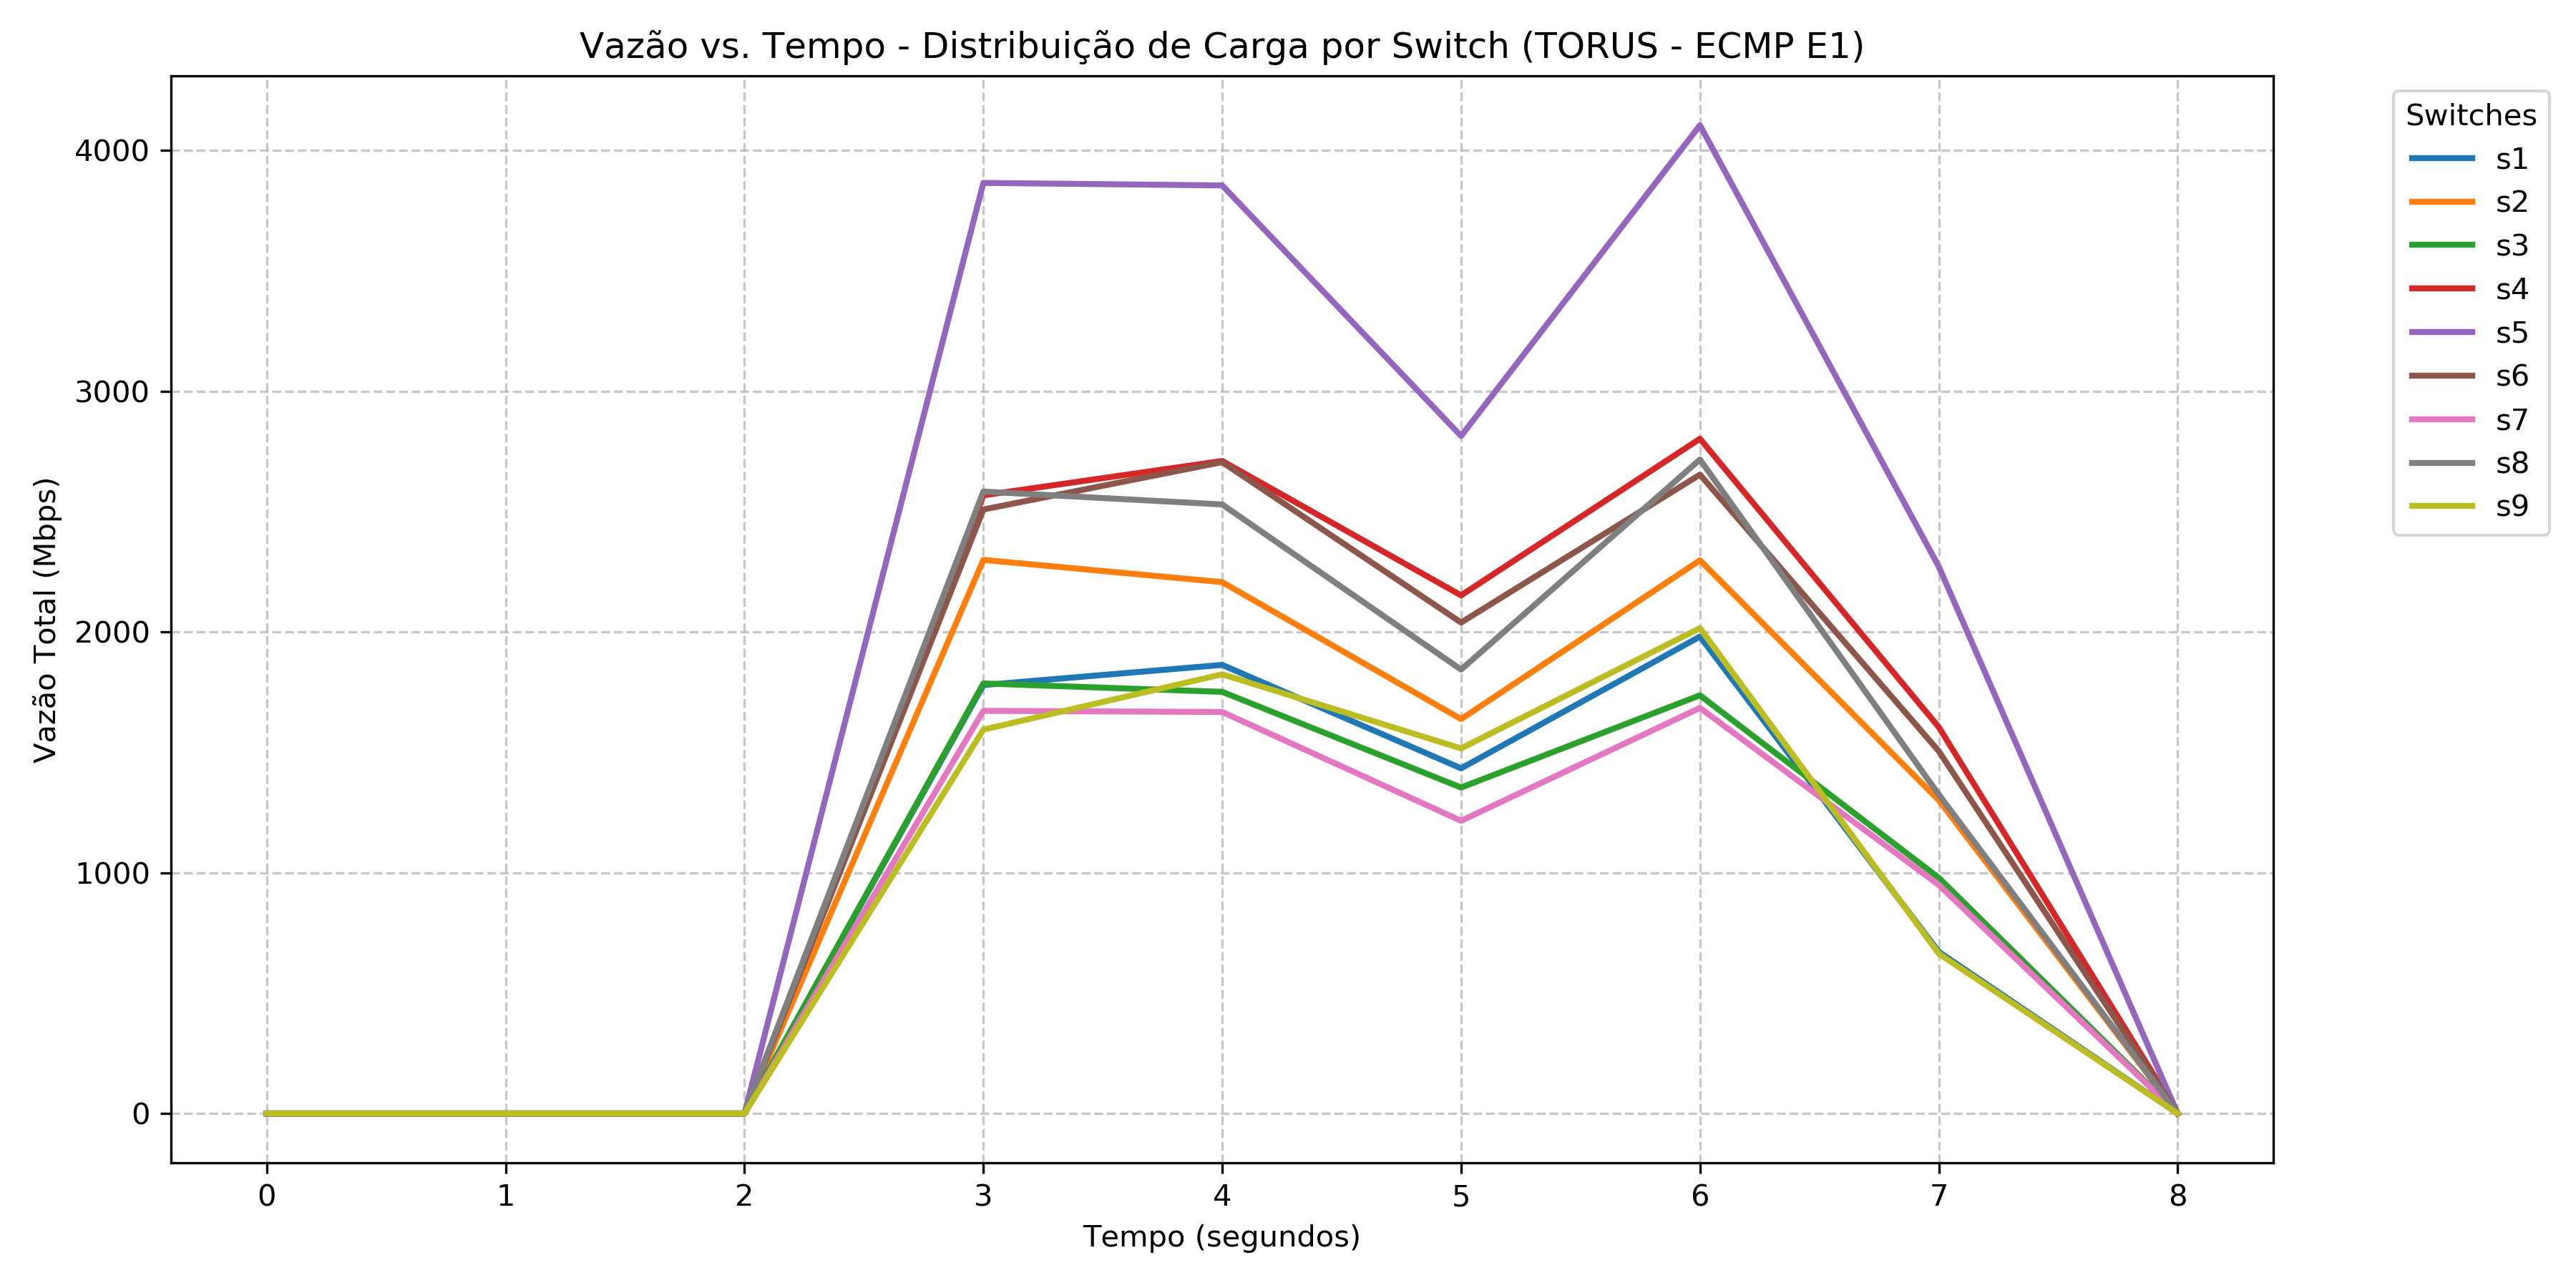 Vazão vs. Tempo - Distribuição de Carga por Switch (TORUS - ECMP E1)
Switches
s1
s2
s3
s4
s5
s6
s7
s8
s9
Vazão Total (Mbps)
4000
3000
2000
1000
0
0 1 2 3 4 5 6 7 8
Tempo (segundos)